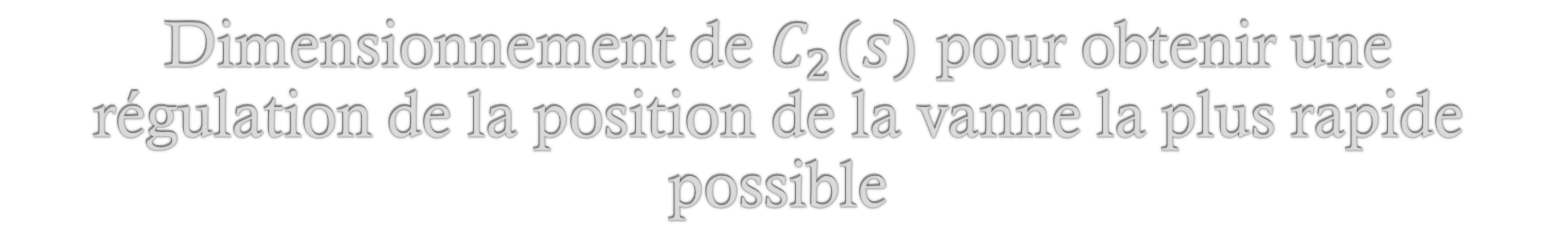 Dimensionnement de C₂(s) pour obtenir une
régulation de la position de la vanne la plus rapide
possible